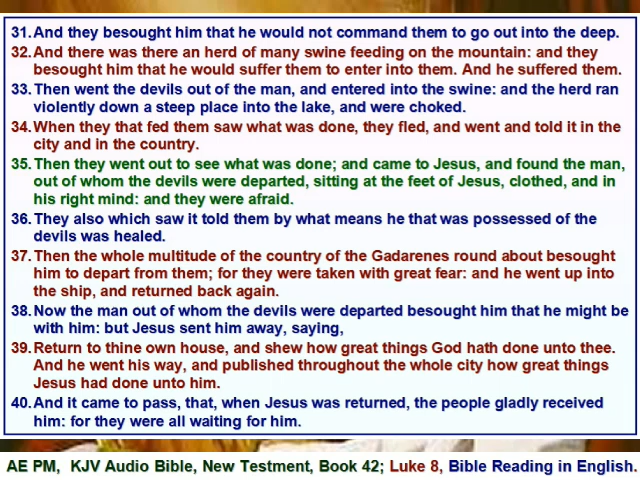 31. And they besought him that he would not command them to go out into the deep.
32. And there was there an herd of many swine feeding on the mountain: and they
besought him that he would suffer them to enter into them. And he suffered them.
33. Then went the devils out of the man, and entered into the swine: and the herd ran
violently down a steep place into the lake, and were choked.
34. When they that fed them saw what was done, they fled, and went and told it in the
city and in the country.
35. Then they went out to see what was done; and came to Jesus, and found the man,
out of whom the devils were departed, sitting at the feet of Jesus, clothed, and in
his right mind: and they were afraid.
36. They also which saw it told them by what means he that was possessed of the
devils was healed.
37. Then the whole multitude of the country of the Gadarenes round about besought
him to depart from them; for they were taken with great fear: and he went up into
the ship, and returned back again.
38. Now the man out of whom the devils were departed besought him that he might be
with him: but Jesus sent him away, saying,
39. Return to thine own house, and shew how great things God hath done unto thee.
And he went his way, and published throughout the whole city how great things
Jesus had done unto him.
40. And it came to pass, that, when Jesus was returned, the people gladly received
him: for they were all waiting for him.
AE PM, KJV Audio Bible, New Testment, Book 42; Luke 8, Bible Reading in English.